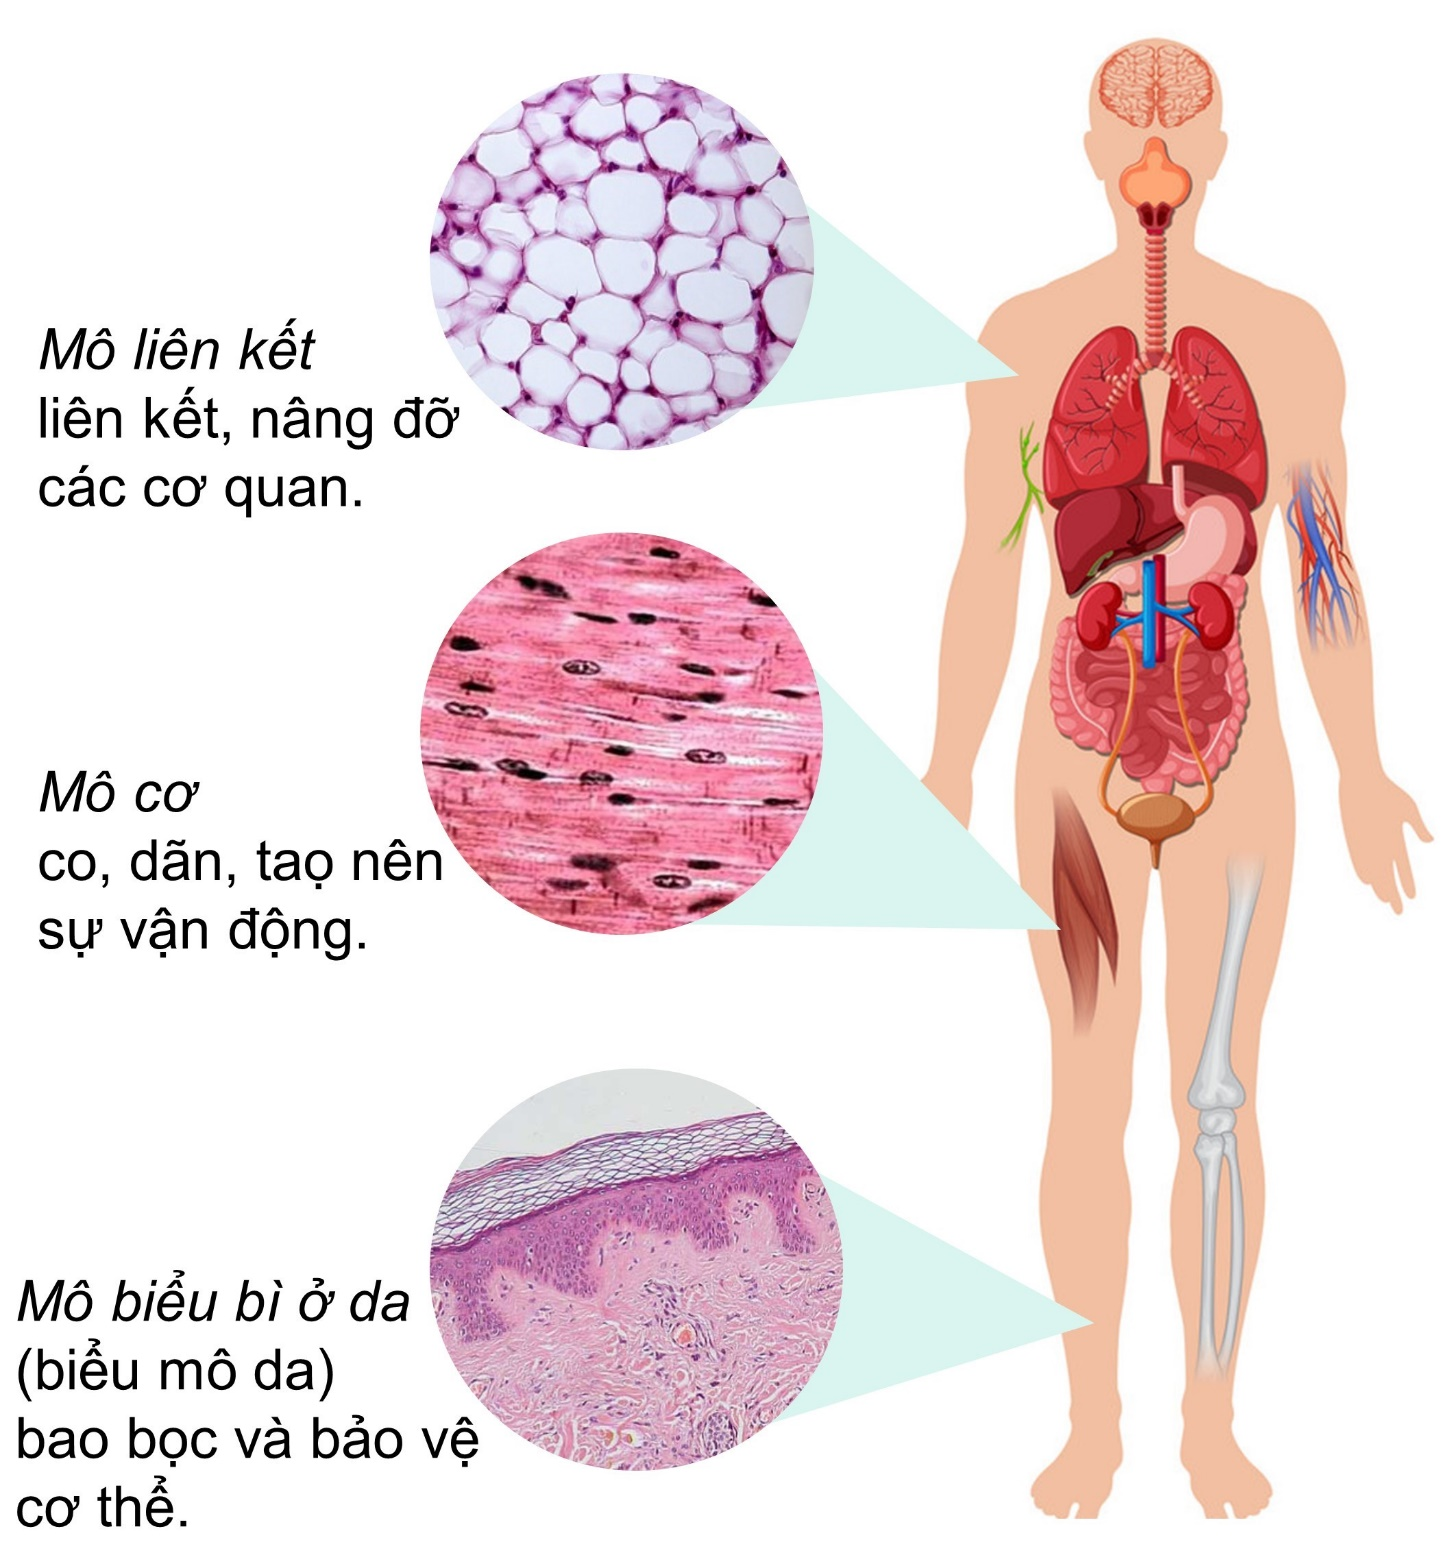 Mô liên kết
liên kết, nâng đỡ
các cơ quan.
Mô cơ
co, dãn, taọ nên
sự vận động.
Mô biểu bì ở da
(biểu mô da)
bao bọc và bảo vệ
cơ thể.